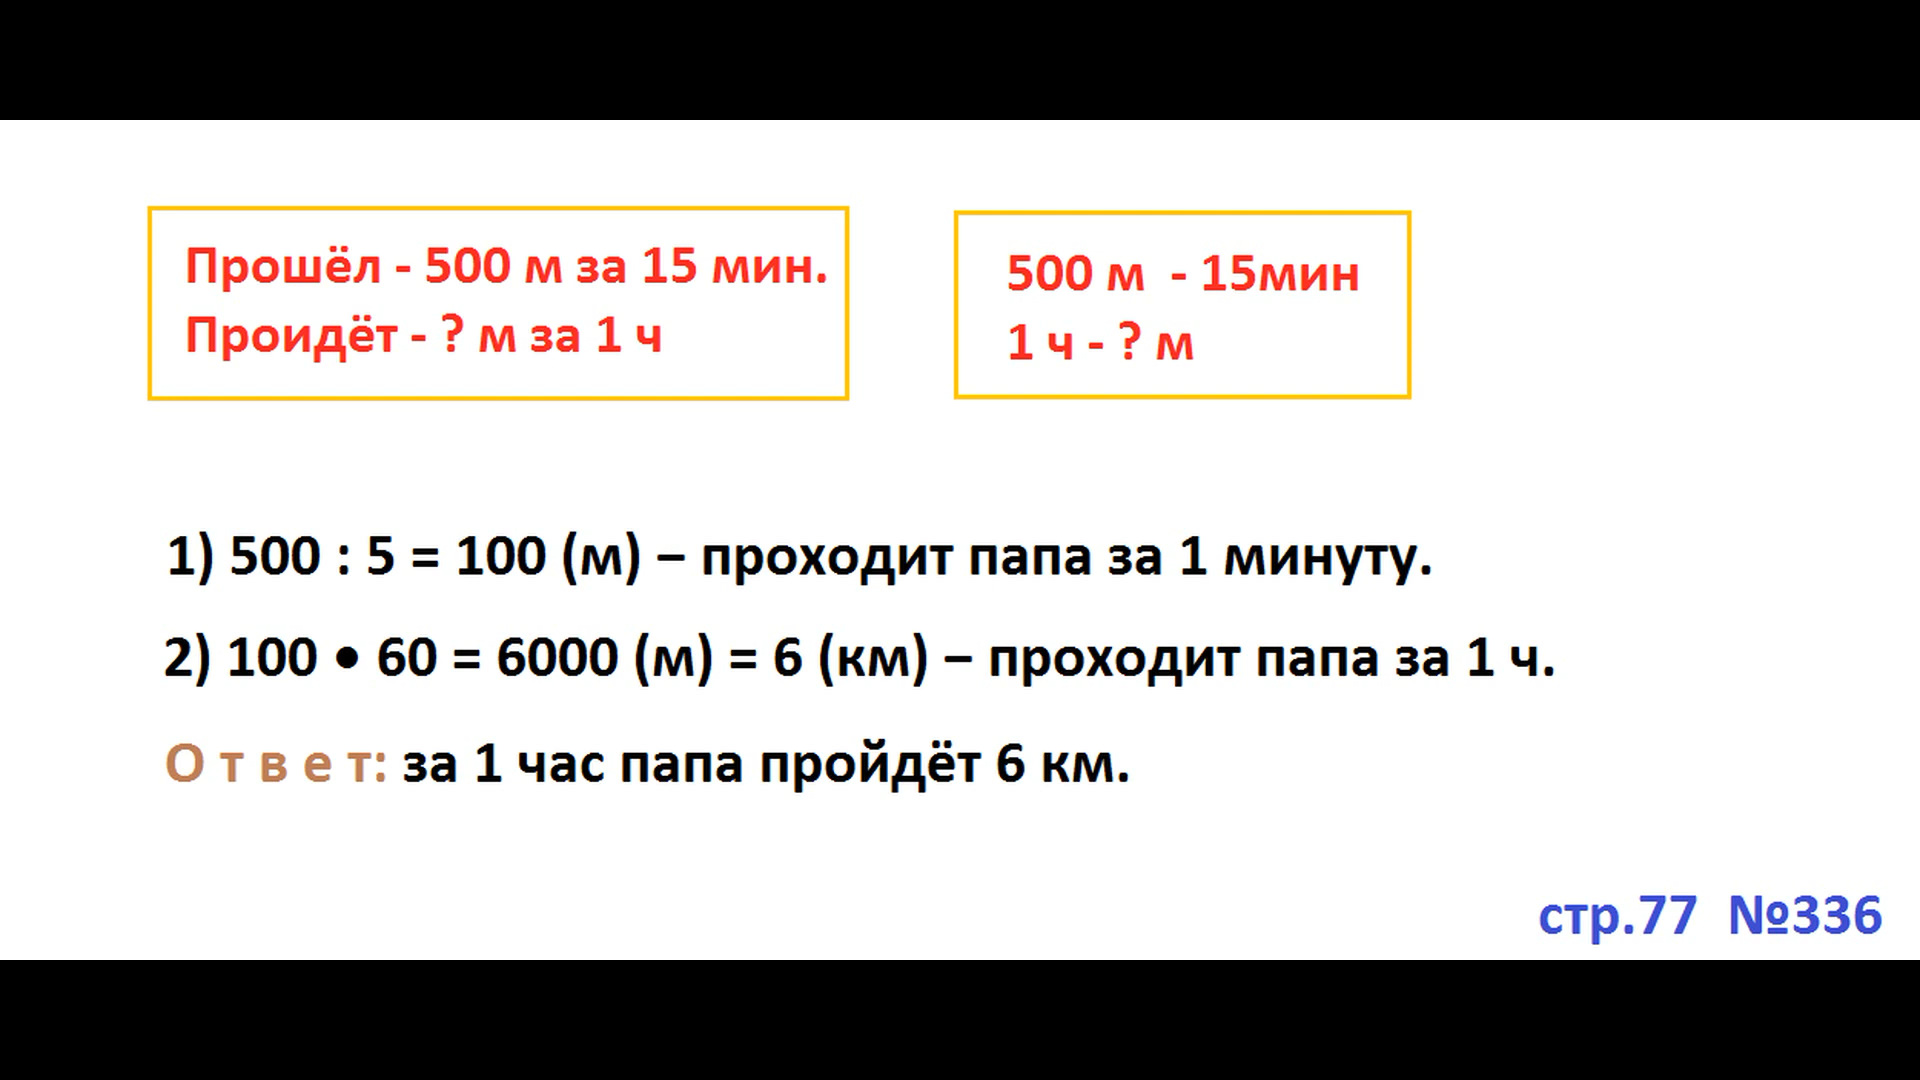 Прошёл - 500 м за 15 мин.
Проидёт - ? м за 1 ч
500 м - 15мин
1 ч - ? м
1) 500 : 5 = 100 (м) – проходит папа за 1 минуту.
2) 100 • 60 = 6000 (м) = 6 (км) – проходит папа за 1 ч.
О т в е т: за 1 час папа пройдёт 6 км.
стр.77 №336